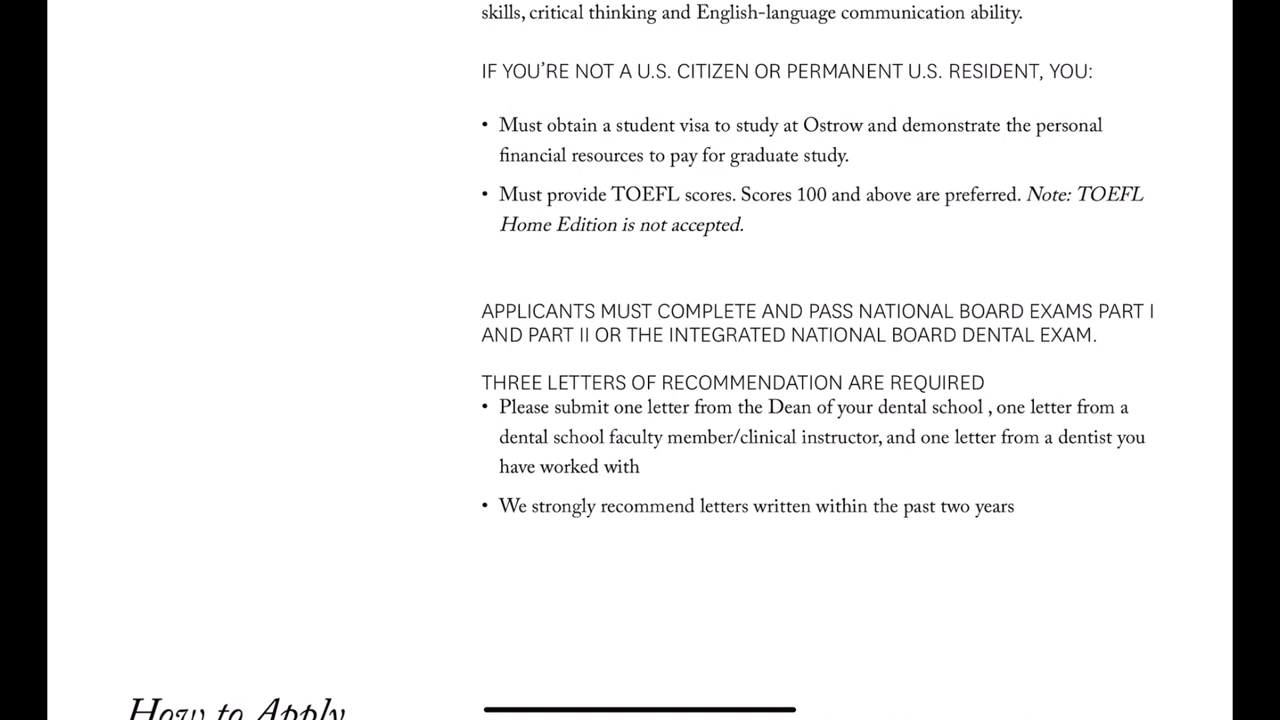 skills, critical thinking and English-language communication ability.
IF YOU’RE NOT A U.S. CITIZEN OR PERMANENT U.S. RESIDENT, YOU:
• Must obtain a student visa to study at Ostrow and demonstrate the personal
financial resources to pay for graduate study.
• Must provide TOEFL scores. Scores 100 and above are preferred. Note: TOEFL
Home Edition is not accepted.
APPLICANTS MUST COMPLETE AND PASS NATIONAL BOARD EXAMS PART I
AND PART II OR THE INTEGRATED NATIONAL BOARD DENTAL EXAM.
THREE LETTERS OF RECOMMENDATION ARE REQUIRED
• Please submit one letter from the Dean of your dental school , one letter from a
dental school faculty member/clinical instructor, and one letter from a dentist you
have worked with
• We strongly recommend letters written within the past two years
How to Apply